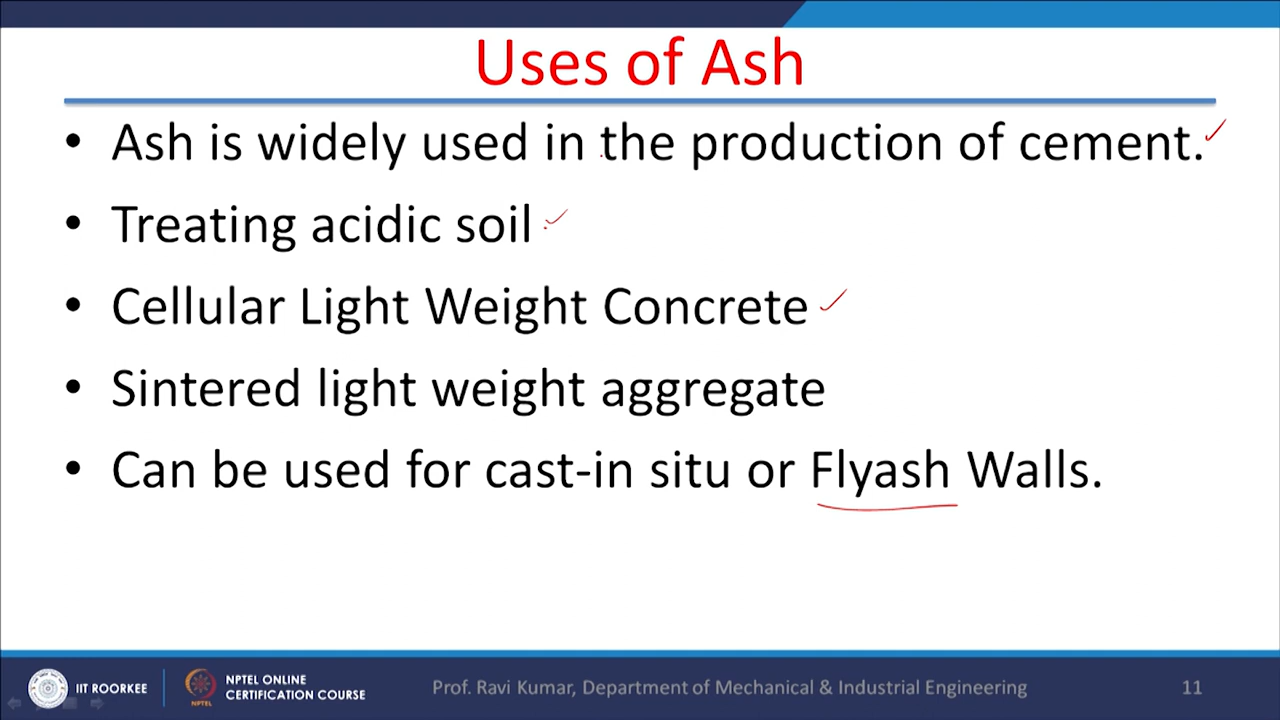 Uses of Ash
• Ash is widely used in the production of cement.
• Treating acidic soil
• Cellular Light Weight Concrete
• Sintered light weight aggregate
• Can be used for cast-in situ or Flyash Walls.
IIT ROORKEE
NPTEL
NPTEL ONLINE
CERTIFICATION COURSE
Prof. Ravi Kumar, Department of Mechanical & Industrial Engineering
11